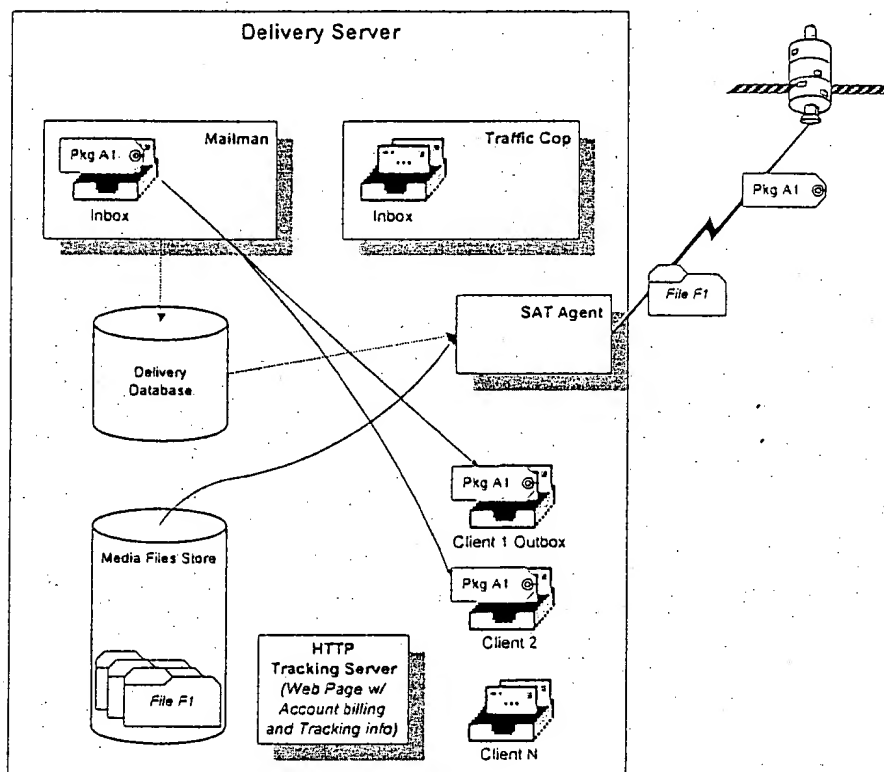 Delivery Server
Mailman
Pkg A1
Inbox
Traffic Cop
Inbox
Pkg A1
File F1
SAT Agent
Delivery
Database
Pkg A1
Client 1 Outbox
Media Files Store
Pkg A1
Client 2
File F1
HTTP
Tracking Server
(Web Page w/
Account billing
and Tracking info)
Client N